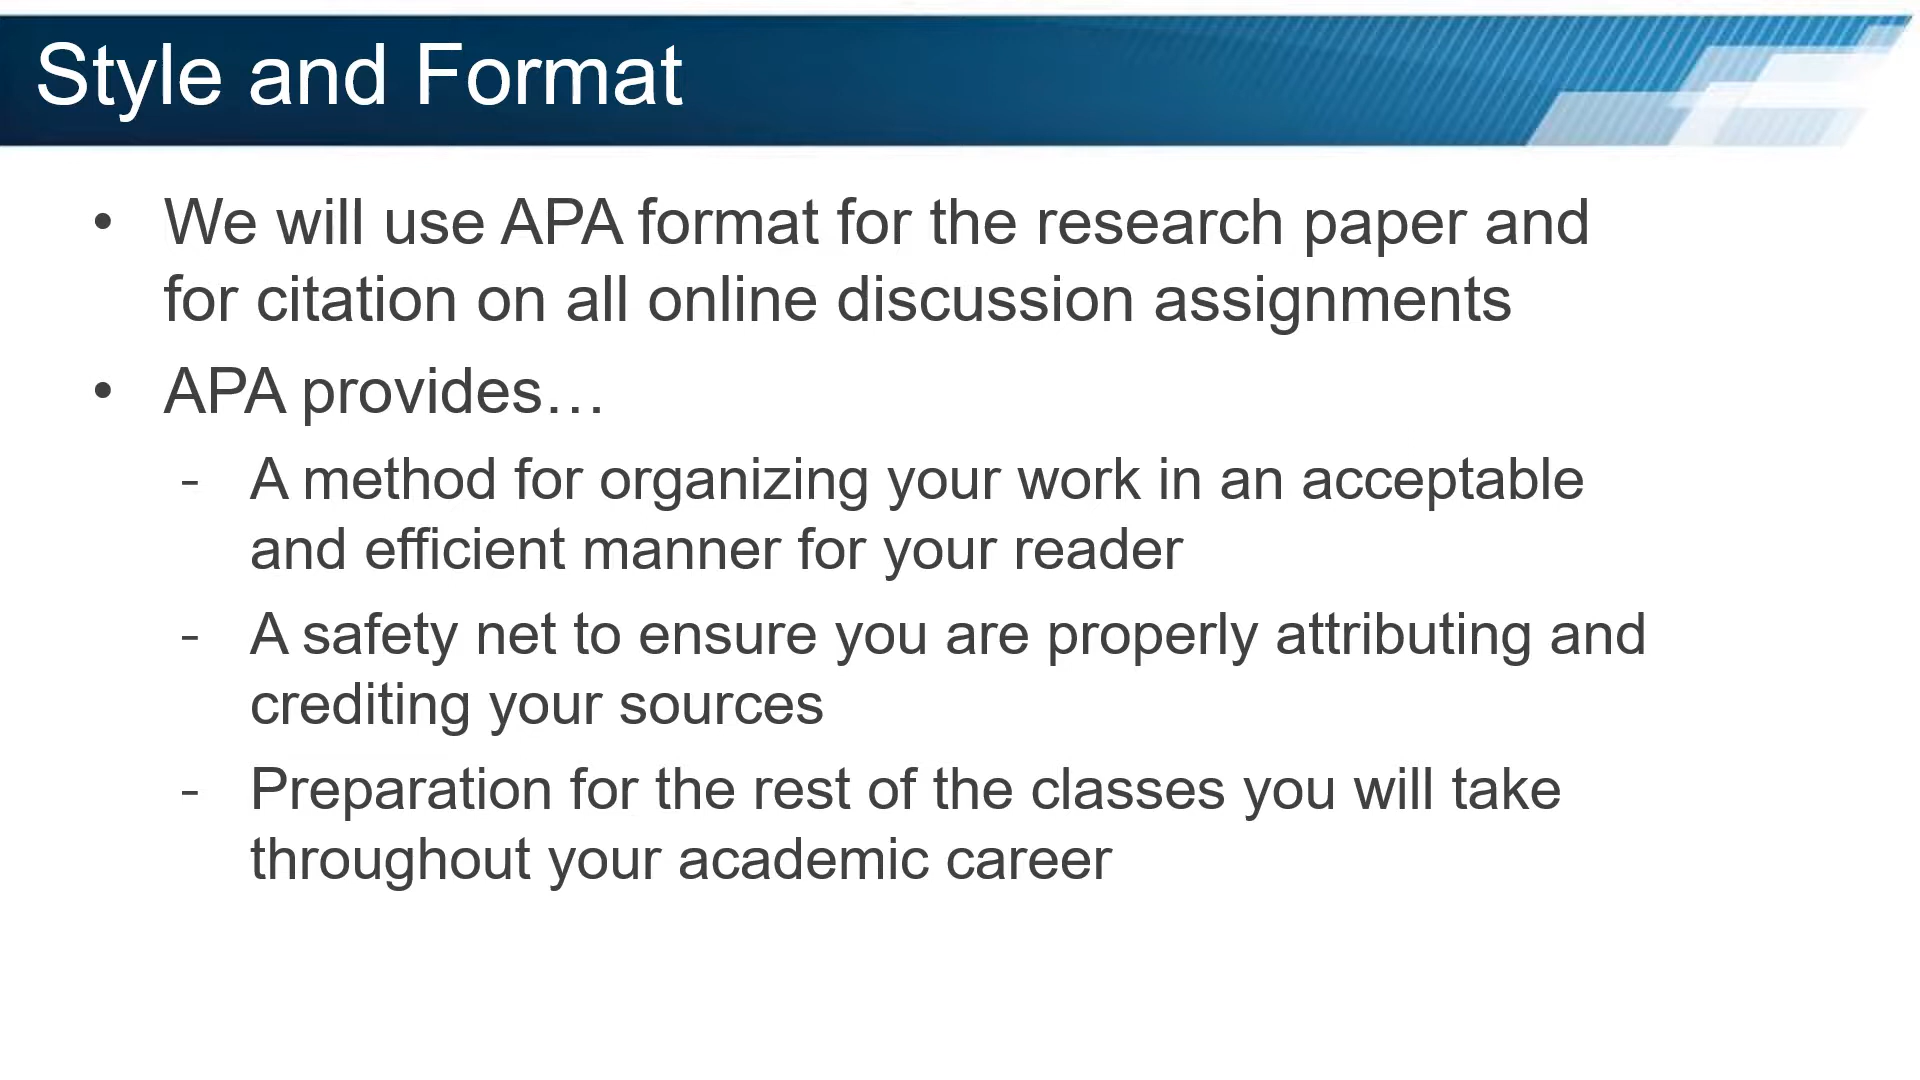 Style and Format
• We will use APA format for the research paper and
for citation on all online discussion assignments
• APA provides…
- A method for organizing your work in an acceptable
and efficient manner for your reader
- A safety net to ensure you are properly attributing and
crediting your sources
- Preparation for the rest of the classes you will take
throughout your academic career